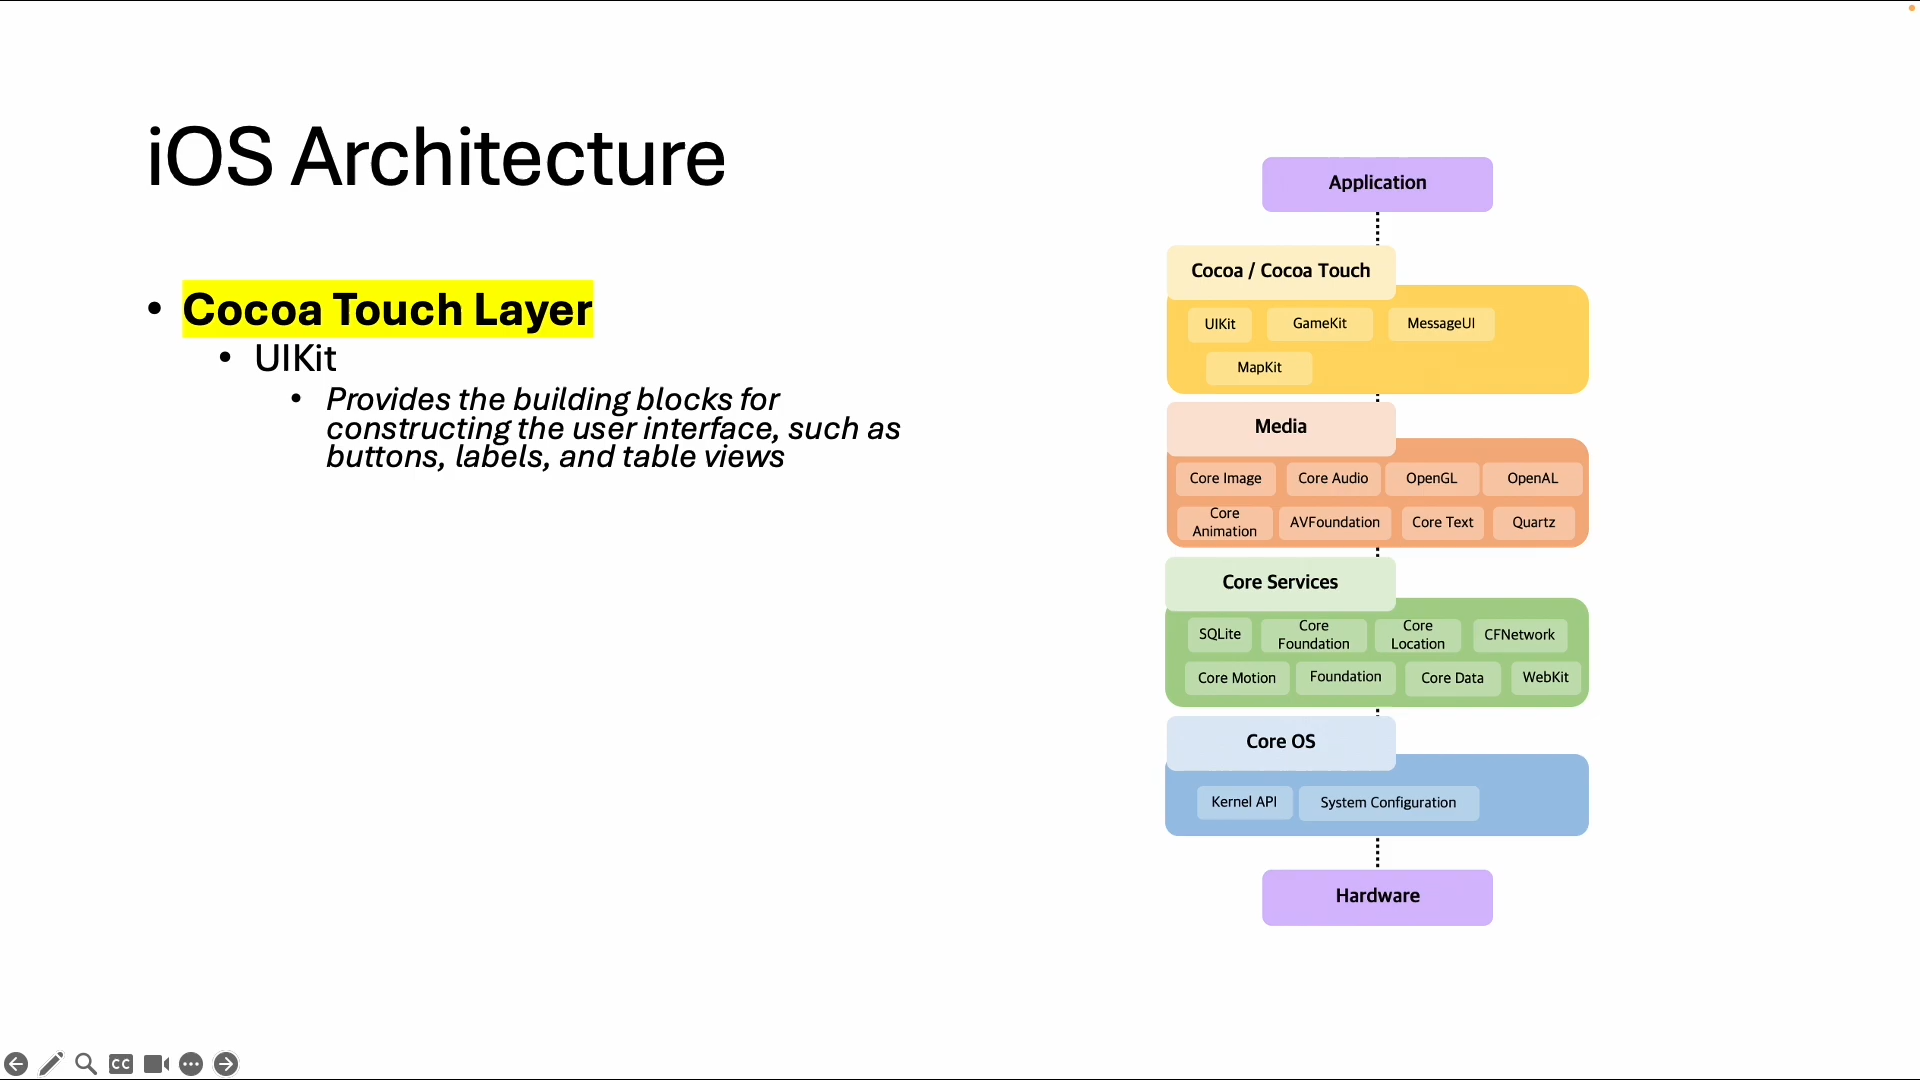 iOS Architecture
• Cocoa Touch Layer
• UIKit
• Provides the building blocks for
constructing the user interface, such as
buttons, labels, and table views
Application
Cocoa / Cocoa Touch
UIKit GameKit MessageUI
MapKit
Media
Core Image Core Audio OpenGL OpenAL
Core Animation AVFoundation Core Text Quartz
Core Services
SQLite Core Foundation Core Location CFNetwork
Core Motion Foundation Core Data WebKit
Core OS
Kernel API System Configuration
Hardware
CC